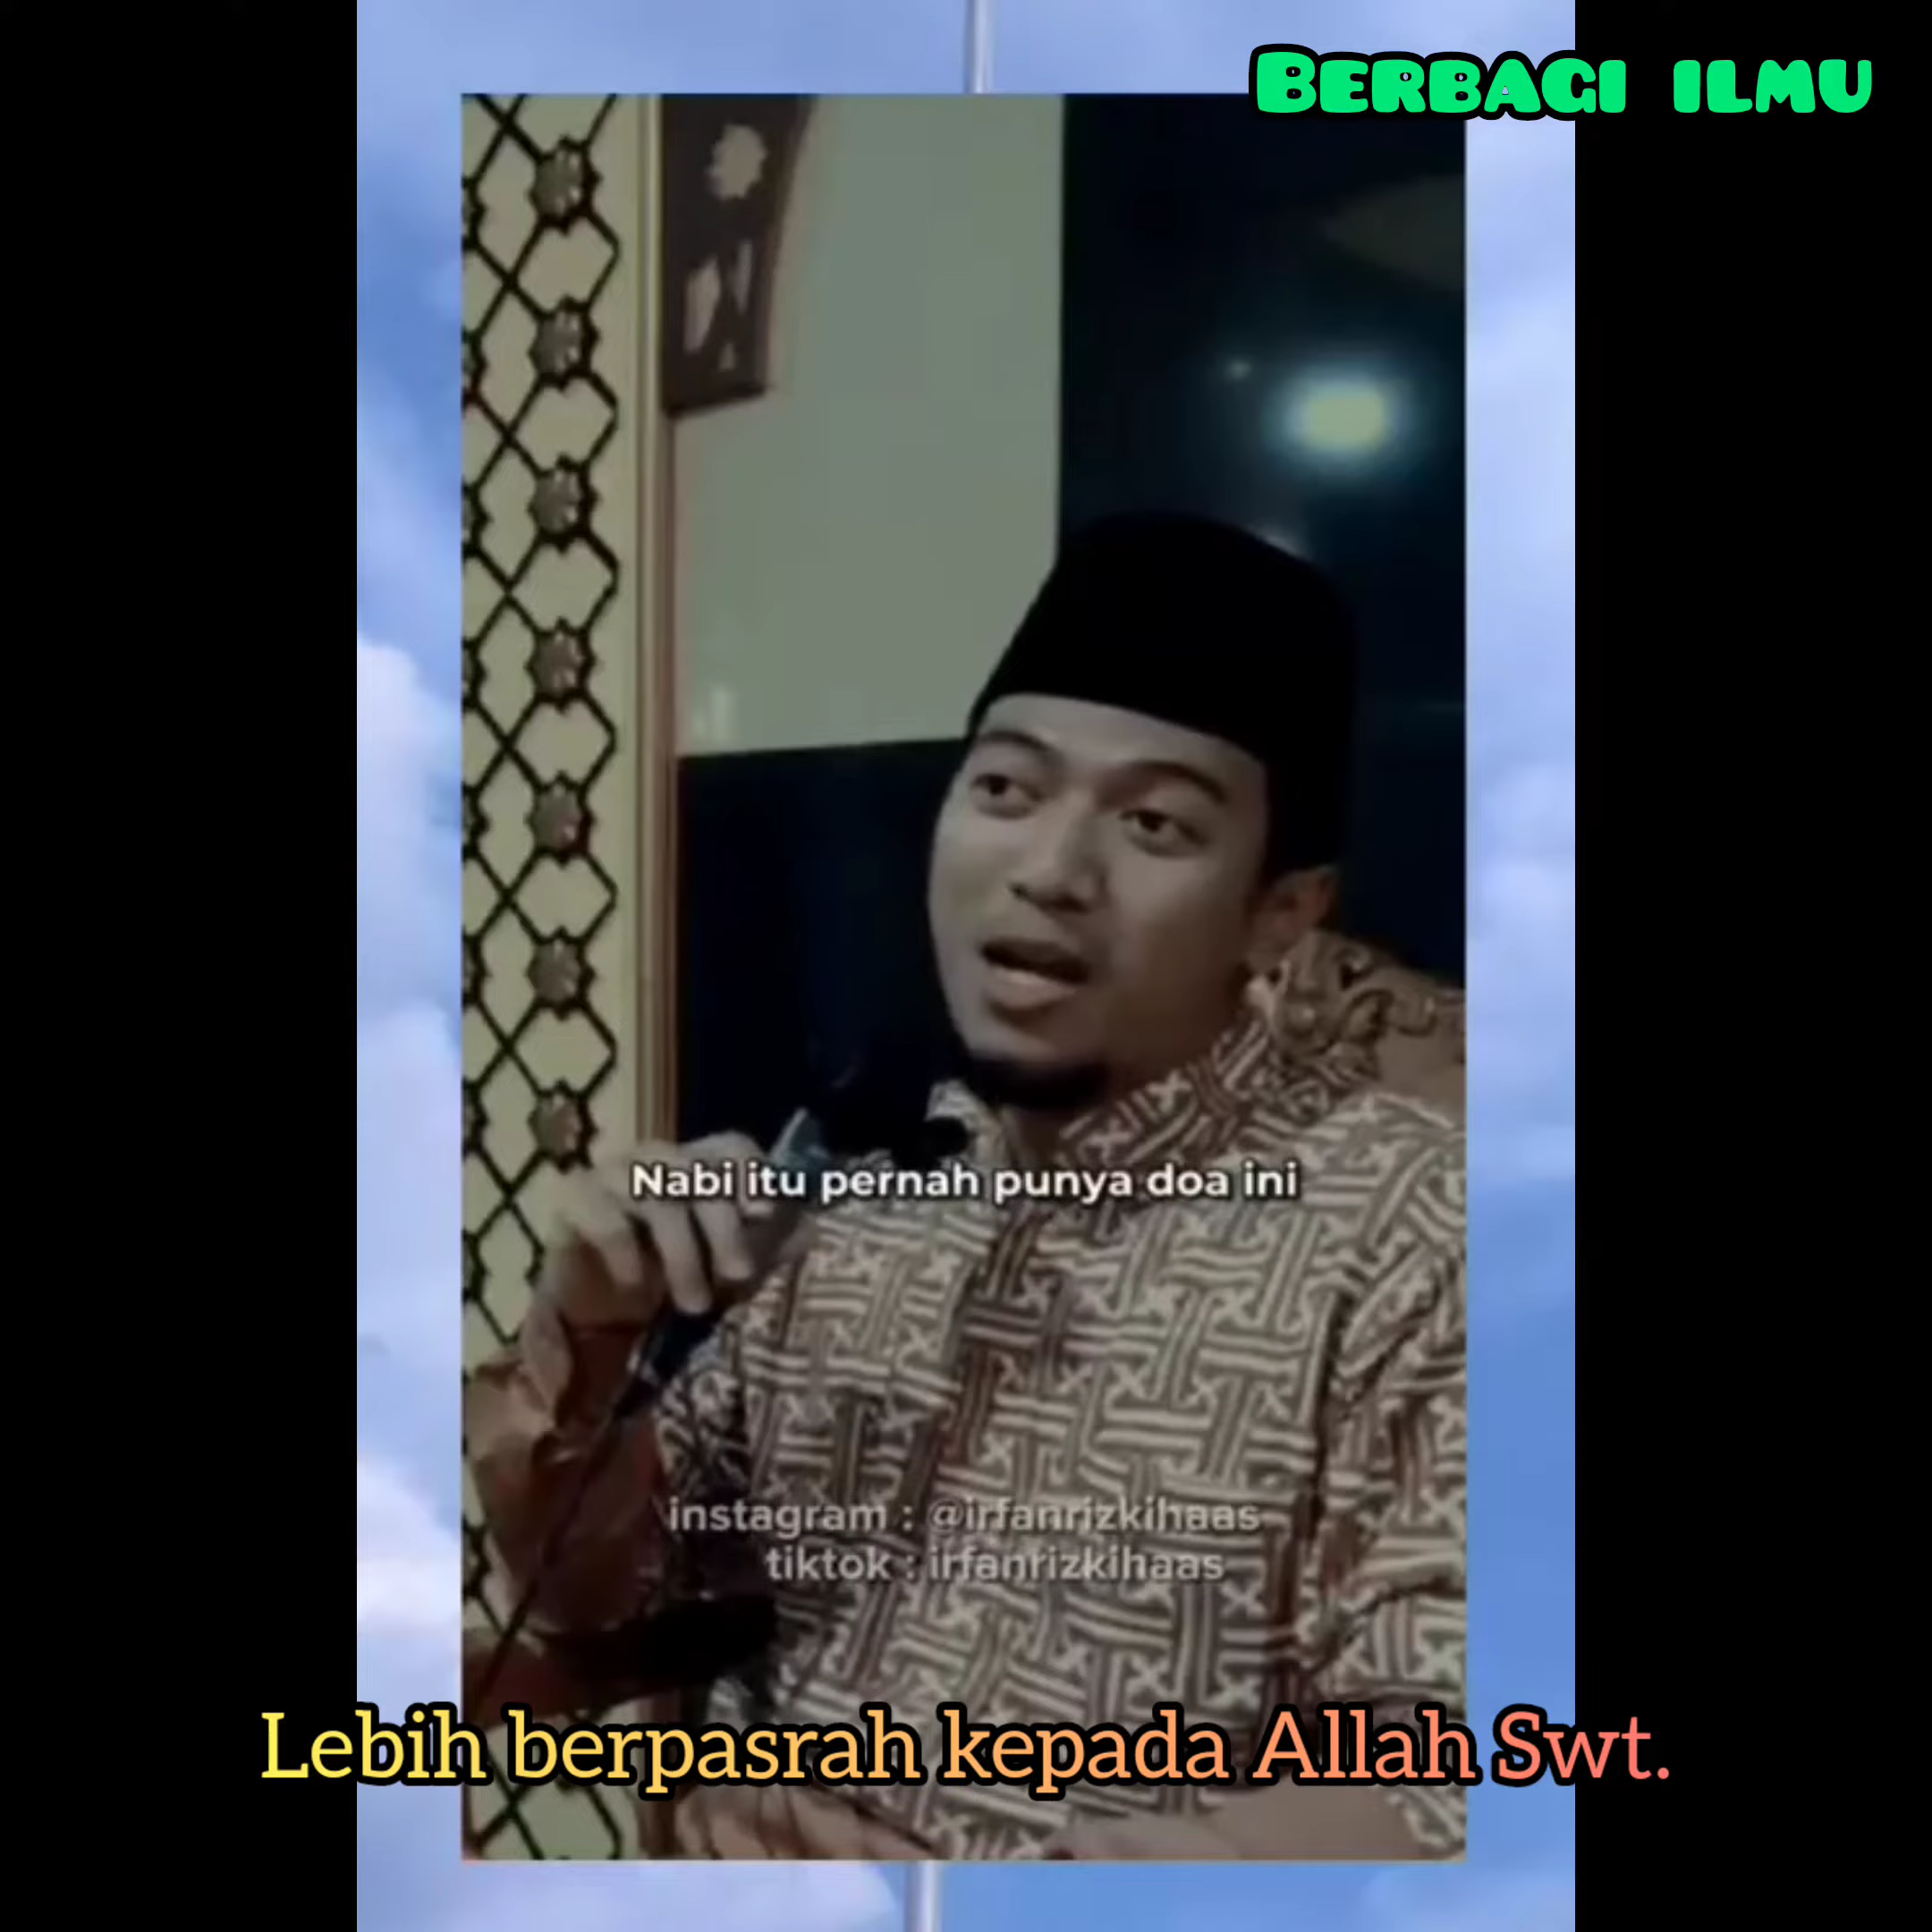 BERBAGI ILMU
Nabi itu pernah punya doa ini
instagram : @irfanrizkihaas
tiktok : irfanrizkihaas
Lebih berpasrah kepada Allah Swt.